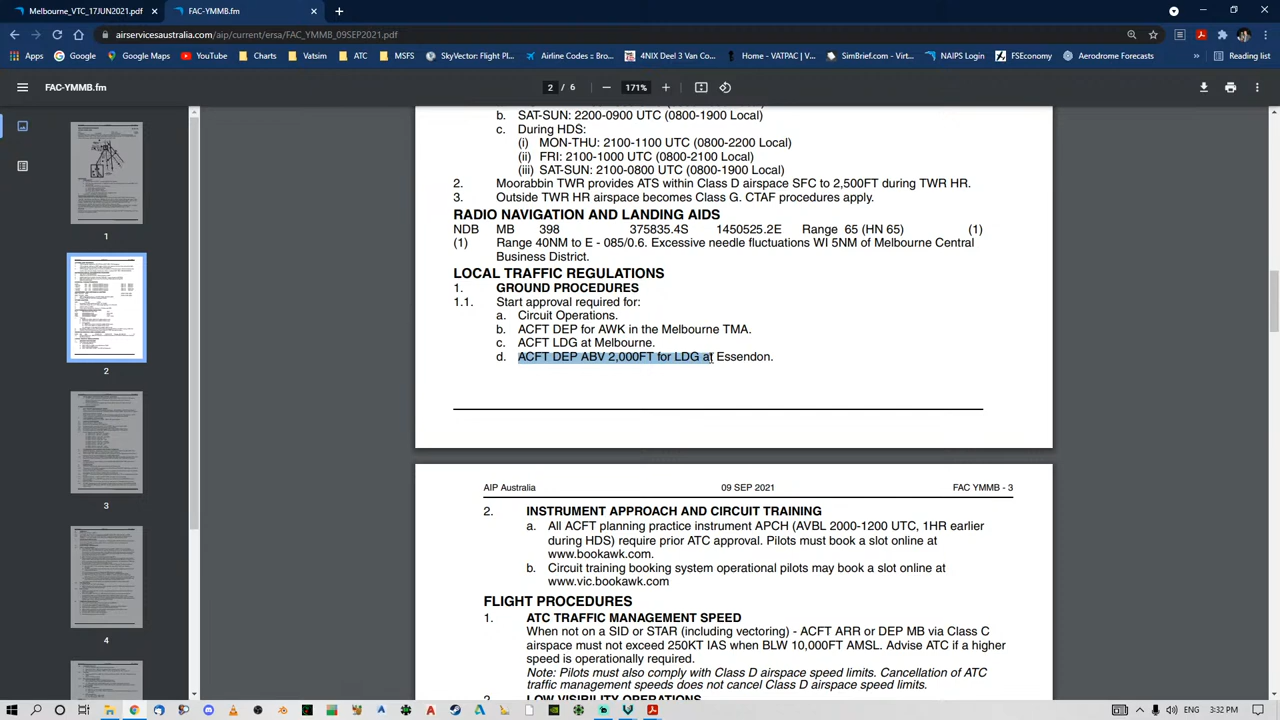 Melbourne_VTC_17JUN2021.pdf
FAC-YMMB.pdf
airservicesaustralia.com/aip/current/ersa/FAC_YMMB_09SEP2021.pdf
Apps
Google
Google Maps
YouTube
Charts
Vatsim
ATC
MSFS
SkyVector: Flight P...
Airline Codes :: Bro...
4NIX Deel 3 Van Co...
Home - VATPAC | V...
SimBrief.com - Virt...
NAIPS Login
FSEconomy
Aerodrome Forecas...
FAC-YMMB.fm
2 / 6
171%
b. SAT-SUN: 2200-0900 UTC (0800-1900 Local)
c. During HDS:
(i) MON-THU: 2100-1100 UTC (0800-2200 Local)
(ii) FRI: 2100-1000 UTC (0800-2100 Local)
(iii) SAT-SUN: 2100-0800 UTC (0800-1900 Local)
2. Moorabbin TWR provides ATS within Class D airspace SFC to 2,500FT during TWR HR.
3. Outside TWR HR airspace becomes Class G. CTAF procedures apply.
RADIO NAVIGATION AND LANDING AIDS
NDB MB 398 375835.4S 1450525.2E Range 65 (HN 65) (1)
(1) Range 40NM to E - 085/0.6. Excessive needle fluctuations WI 5NM of Melbourne Central
Business District.
LOCAL TRAFFIC REGULATIONS
1. GROUND PROCEDURES
1.1. Start approval required for:
a. Circuit Operations.
b. ACFT DEP for AWK in the Melbourne TMA.
c. ACFT LDG at Melbourne.
d. ACFT DEP ABV 2,000FT for LDG at Essendon.
AIP Australia 09 SEP 2021 FAC YMMB - 3
2. INSTRUMENT APPROACH AND CIRCUIT TRAINING
a. All ACFT planning practice instrument APCH (AVBL 2000-1200 UTC, 1HR earlier
during HDS) require prior ATC approval. Pilots must book a slot online at
www.bookawk.com.
b. Circuit training booking system operational pilots may book a slot online at
www.vic.bookawk.com
FLIGHT PROCEDURES
1. ATC TRAFFIC MANAGEMENT SPEED
When not on a SID or STAR (including vectoring) - ACFT ARR or DEP MB via Class C
airspace must not exceed 250KT IAS when BLW 10,000FT AMSL. Advise ATC if a higher
speed is operationally required.
Note: Pilots must also comply with Class D airspace speed limits. Cancellation of ATC
traffic management speeds does not cancel Class D airspace speed limits.
2. LOW VISIBILITY OPERATIONS
1
2
3
4
ENG
3:32 PM